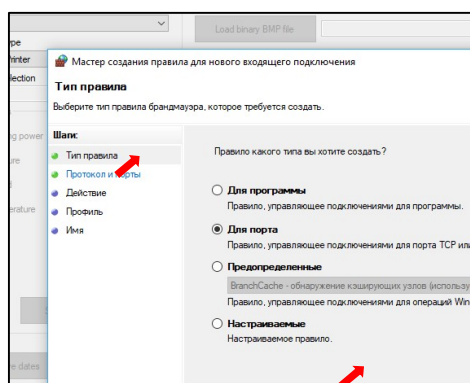 Load binary BMP file
ype
Printer
lection
Мастер создания правила для нового входящего подключения
Тип правила
Выберите тип правила брандмауэра, которое требуется создать.
ng power
Шаги:
Тип правила
Правило какого типа вы хотите создать?
ure
Протокол и порты
Действие
Для программы
erature
Профиль
Правило, управляющее подключениями для программы.
Имя
Для порта
Правило, управляющее подключениями для порта TCP или
Предопределенные
BranchCache - обнаружение кэширующих узлов (использу
Правило, управляющее подключениями для операций Win
Настраиваемые
Настраиваемое правило.
e dates